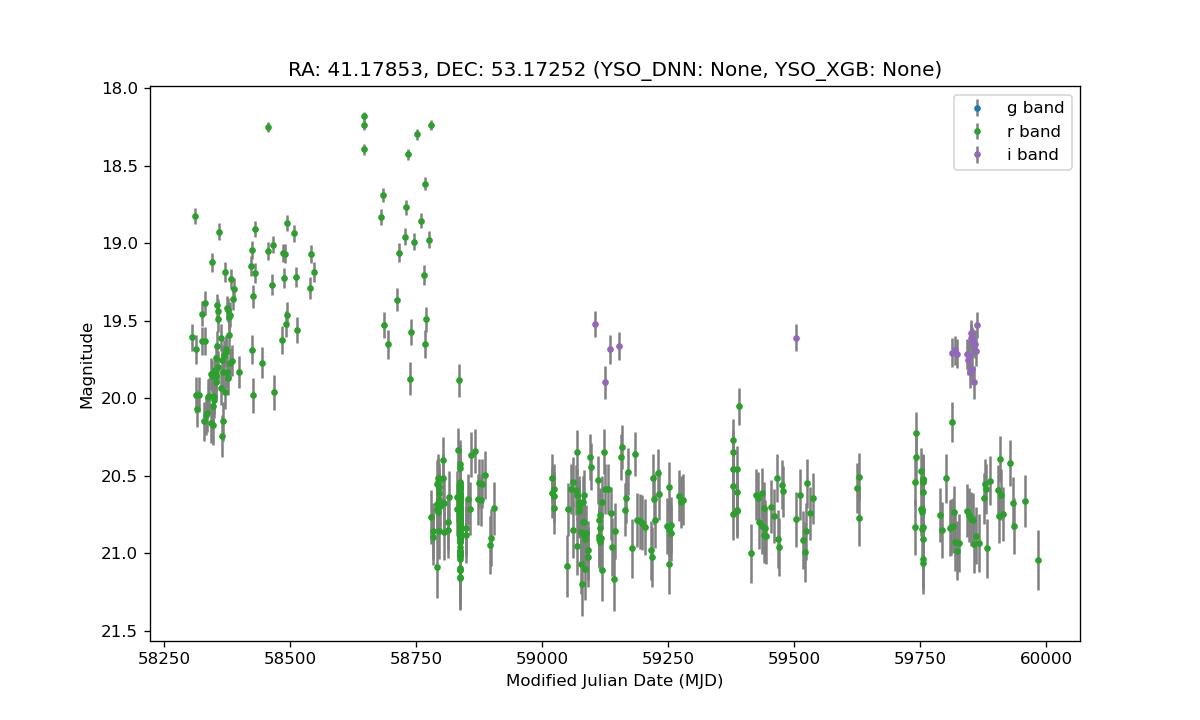 RA: 41.17853, DEC: 53.17252 (YSO_DNN: None, YSO_XGB: None)
18.0
18.5
19.0
19.5
20.0
20.5
21.0
21.5
Magnitude
g band
r band
i band
58250 58500 58750 59000 59250 59500 59750 60000
Modified Julian Date (MJD)